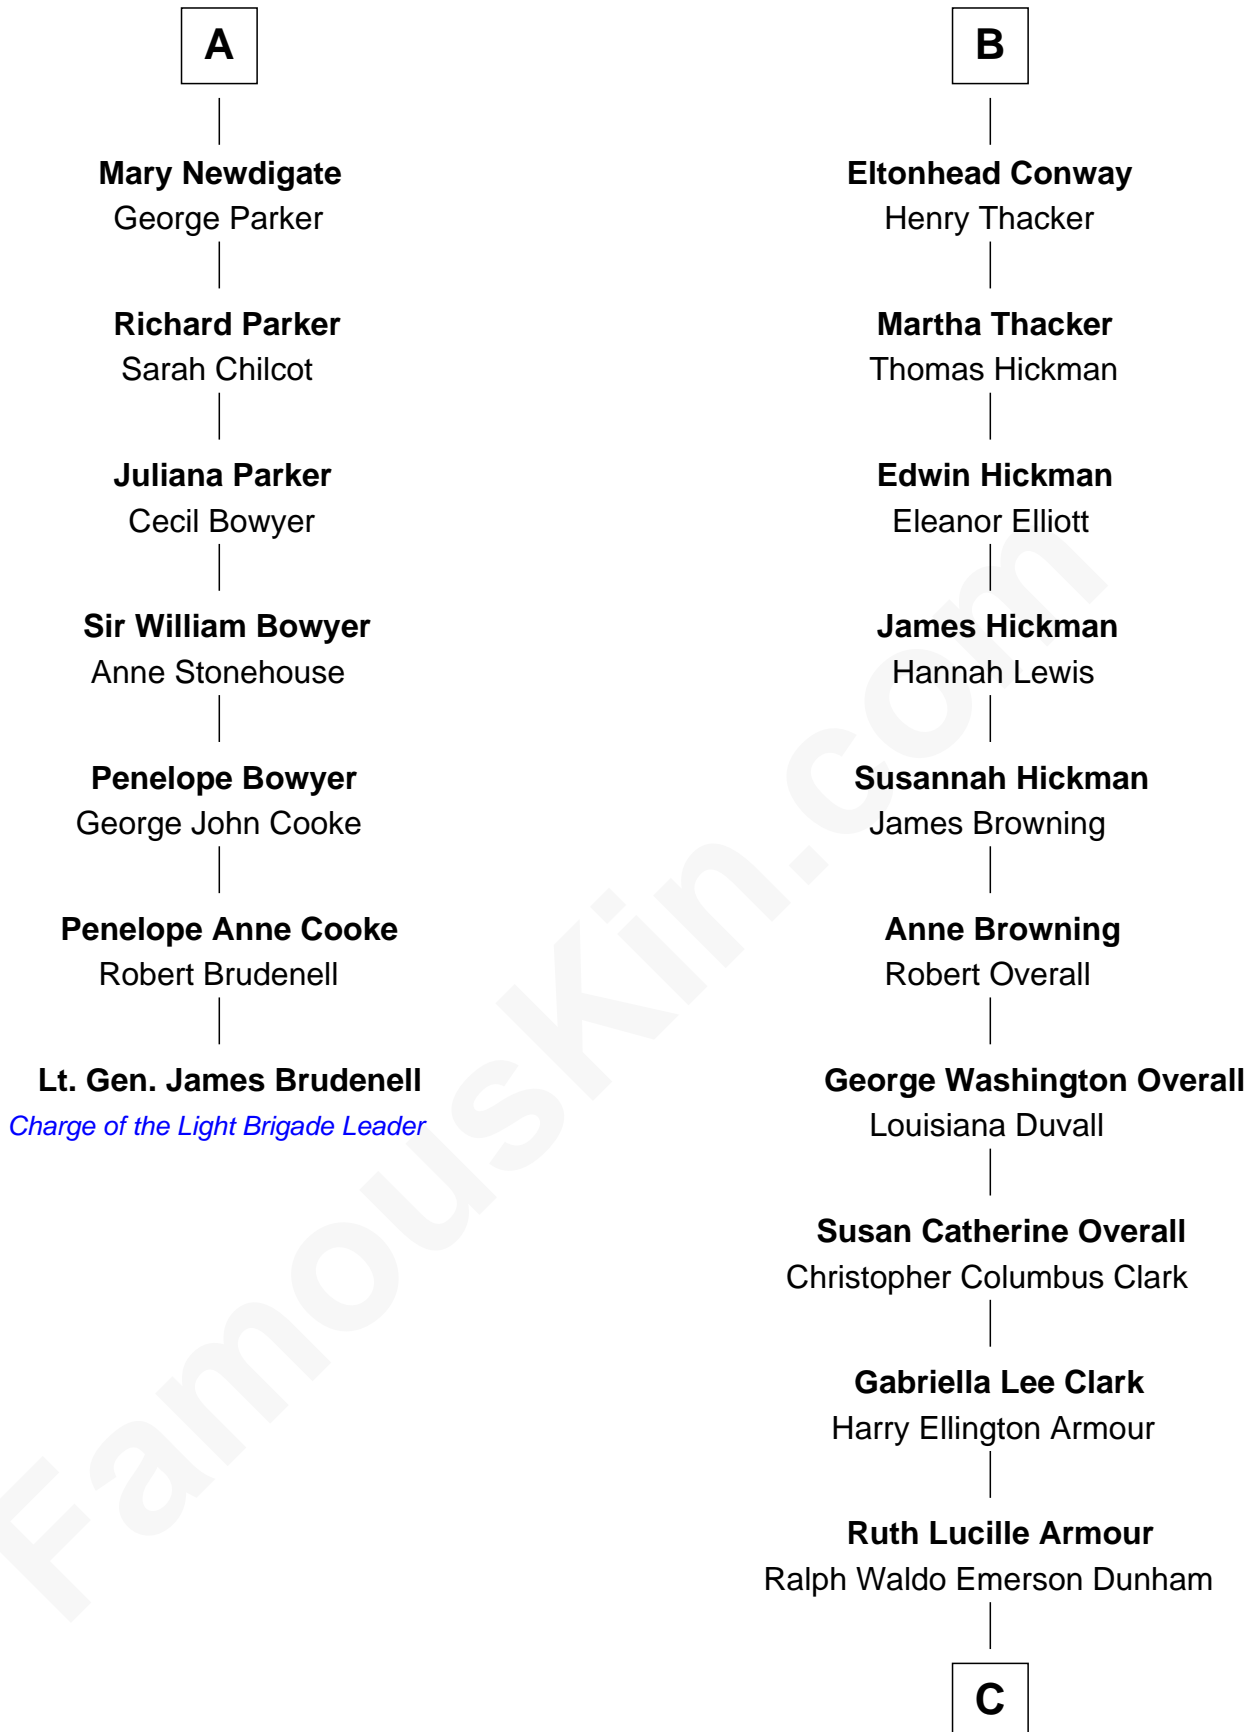 A
Mary Newdigate
George Parker
Richard Parker
Sarah Chilcot
Juliana Parker
Cecil Bowyer
Sir William Bowyer
Anne Stonehouse
Penelope Bowyer
George John Cooke
Penelope Anne Cooke
Robert Brudenell
Lt. Gen. James Brudenell
Charge of the Light Brigade Leader
B
Eltonhead Conway
Henry Thacker
Martha Thacker
Thomas Hickman
Edwin Hickman
Eleanor Elliott
James Hickman
Hannah Lewis
Susannah Hickman
James Browning
Anne Browning
Robert Overall
George Washington Overall
Louisiana Duvall
Susan Catherine Overall
Christopher Columbus Clark
Gabriella Lee Clark
Harry Ellington Armour
Ruth Lucille Armour
Ralph Waldo Emerson Dunham
C
FamousKin.com